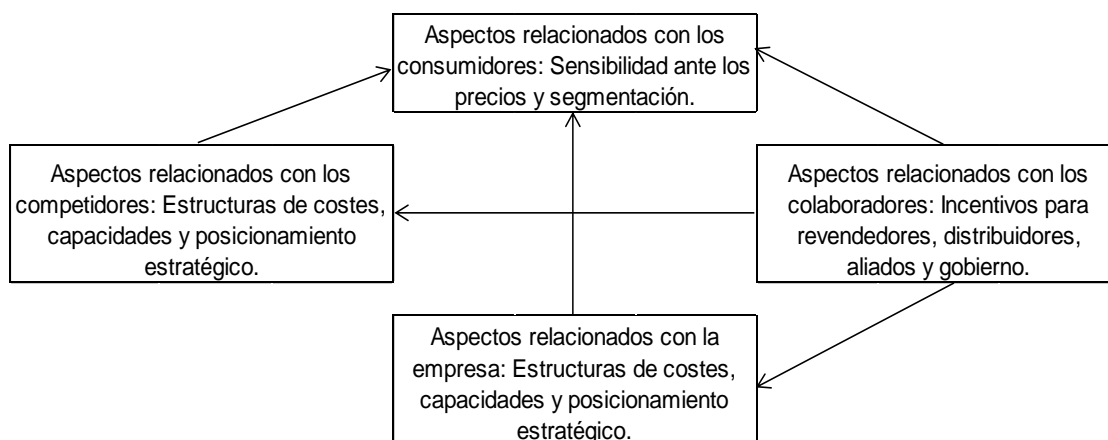 Aspectos relacionados con los
consumidores: Sensibilidad ante los
precios y segmentación.
Aspectos relacionados con los
competidores: Estructuras de costes,
capacidades y posicionamiento
estratégico.
Aspectos relacionados con los
colaboradores: Incentivos para
revendedores, distribuidores,
aliados y gobierno.
Aspectos relacionados con la
empresa: Estructuras de costes,
capacidades y posicionamiento
estratégico.